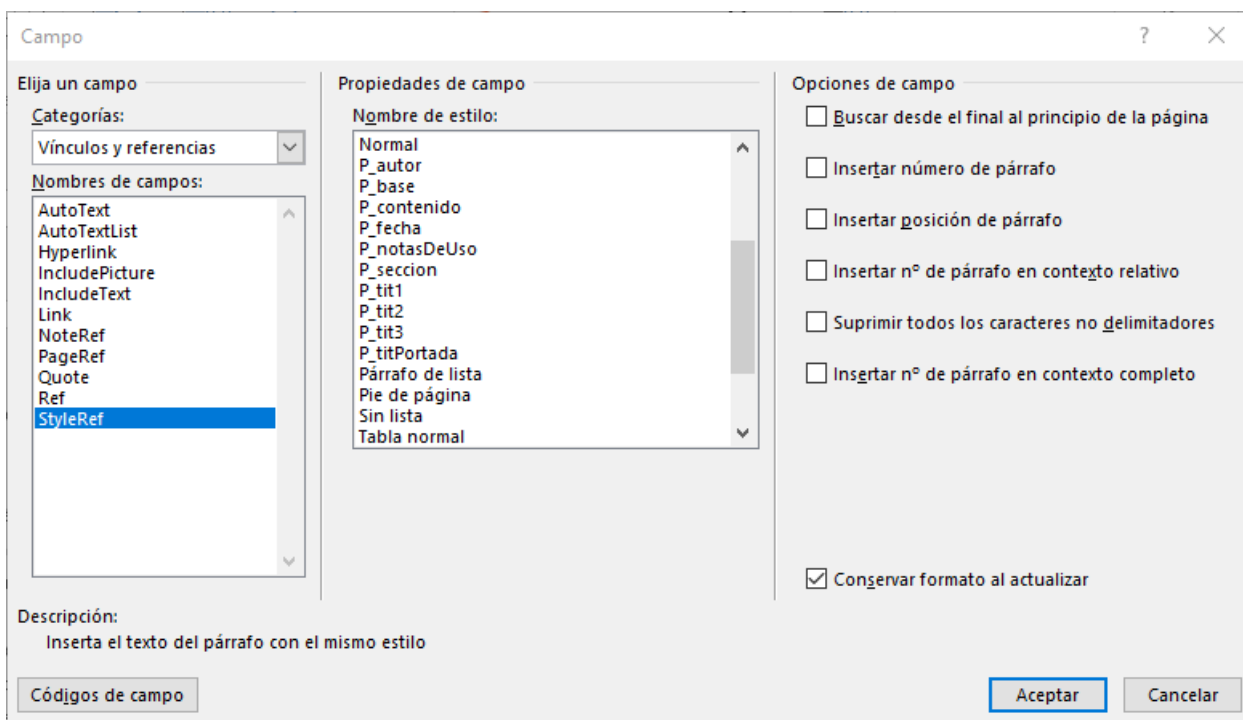 Campo
Elija un campo
Categorías:
Vínculos y referencias
Nombres de campos:
AutoText
AutoTextList
Hyperlink
IncludePicture
IncludeText
Link
NoteRef
PageRef
Quote
Ref
StyleRef
Propiedades de campo
Nombre de estilo:
Normal
P_autor
P_base
P_contenido
P_fecha
P_notasDeUso
P_seccion
P_tit1
P_tit2
P_tit3
P_titPortada
Párrafo de lista
Pie de página
Sin lista
Tabla normal
Opciones de campo
Buscar desde el final al principio de la página
Insertar número de párrafo
Insertar posición de párrafo
Insertar nº de párrafo en contexto relativo
Suprimir todos los caracteres no delimitadores
Insertar nº de párrafo en contexto completo
Conservar formato al actualizar
Descripción:
Inserta el texto del párrafo con el mismo estilo
Códigos de campo
Aceptar
Cancelar